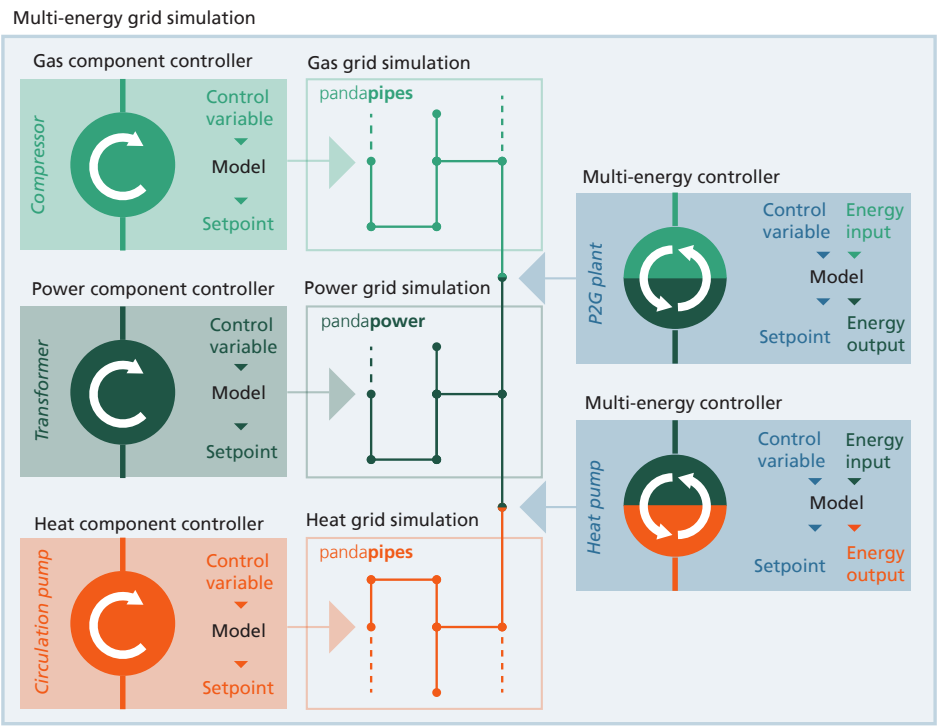 Multi-energy grid simulation
Gas component controller
Compressor
Control
variable
Model
Setpoint
Gas grid simulation
pandapipes
Power component controller
Transformer
Control
variable
Model
Setpoint
Power grid simulation
pandapower
Heat component controller
Circulation pump
Control
variable
Model
Setpoint
Heat grid simulation
pandapipes
Multi-energy controller
P2G plant
Control
variable
Energy
input
Model
Setpoint
Energy
output
Multi-energy controller
Heat pump
Control
variable
Energy
input
Model
Setpoint
Energy
output